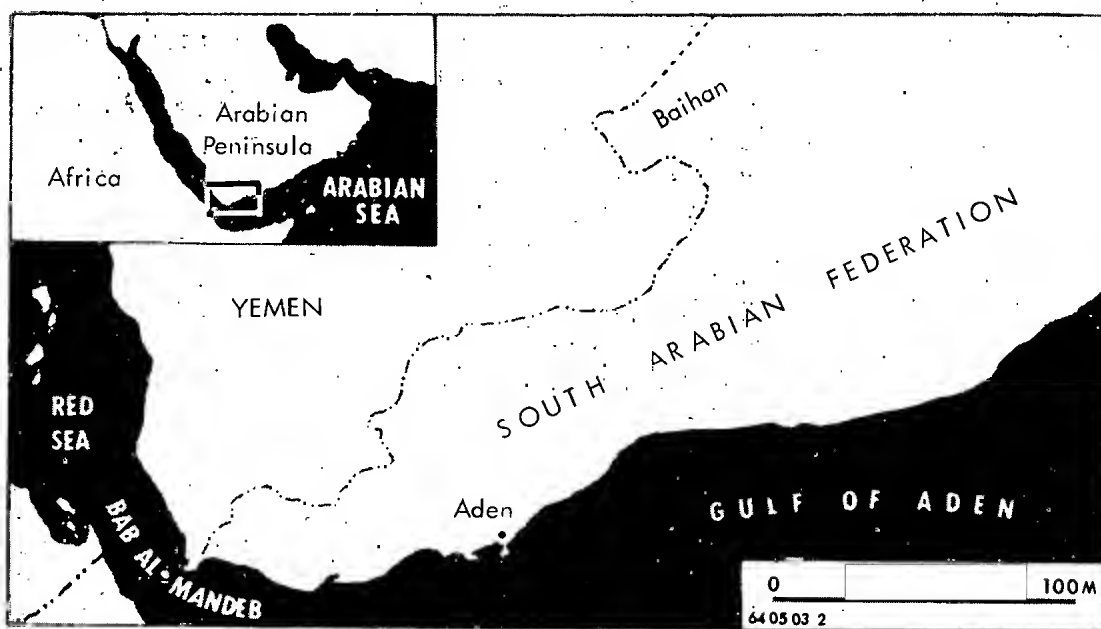 Arabian
Peninsula
Africa
ARABIAN
SEA
Baihan
YEMEN
SOUTH ARABIAN FEDERATION
RED
SEA
Aden
BAB AL-MANDEB
GULF OF ADEN
0 100 M
64 05 03 2